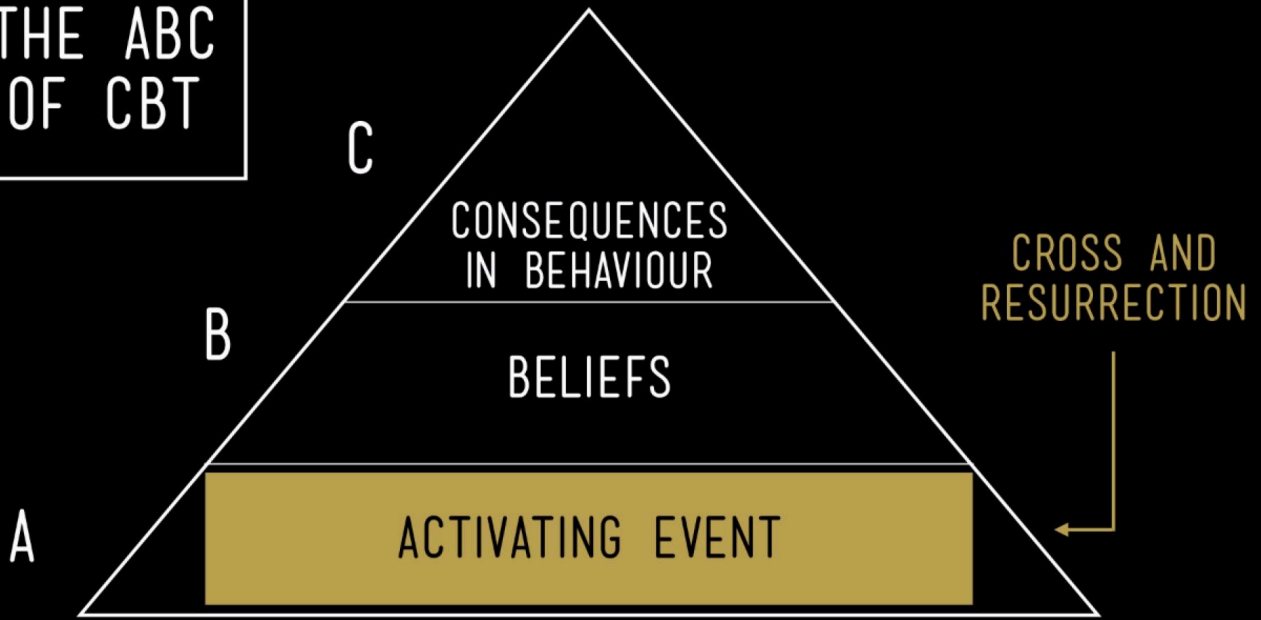 THE ABC
OF CBT
C
CONSEQUENCES
IN BEHAVIOUR
CROSS AND
RESURRECTION
B
BELIEFS
A
ACTIVATING EVENT